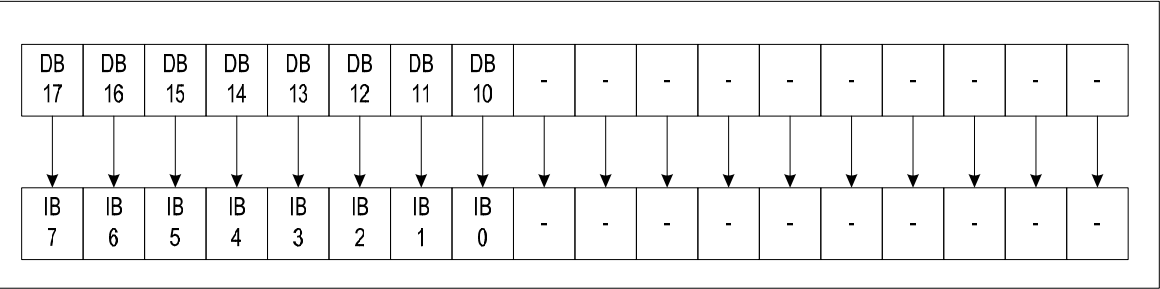 DB DB DB DB DB DB DB DB - - - - - - - - - -
17 16 15 14 13 12 11 10
IB IB IB IB IB IB IB IB - - - - - - - - - -
7 6 5 4 3 2 1 0